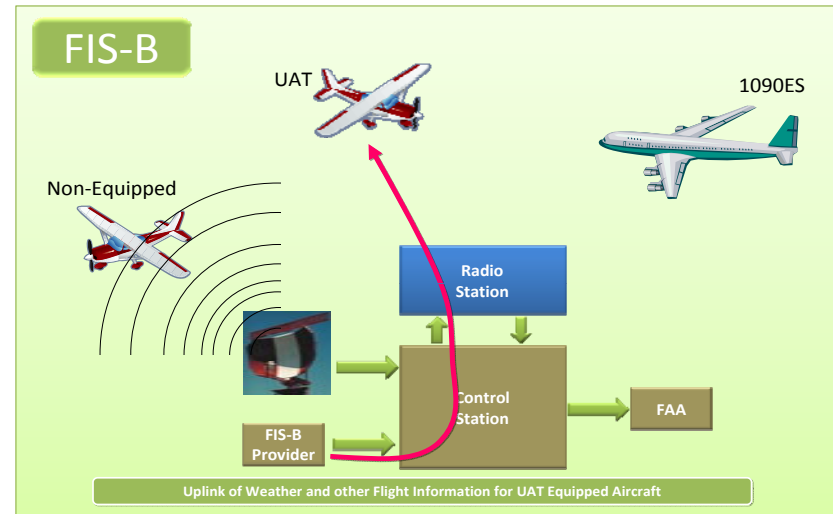 FIS-B
UAT
1090ES
Non-Equipped
Radio
Station
Control
Station
FAA
FIS-B
Provider
Uplink of Weather and other Flight Information for UAT Equipped Aircraft